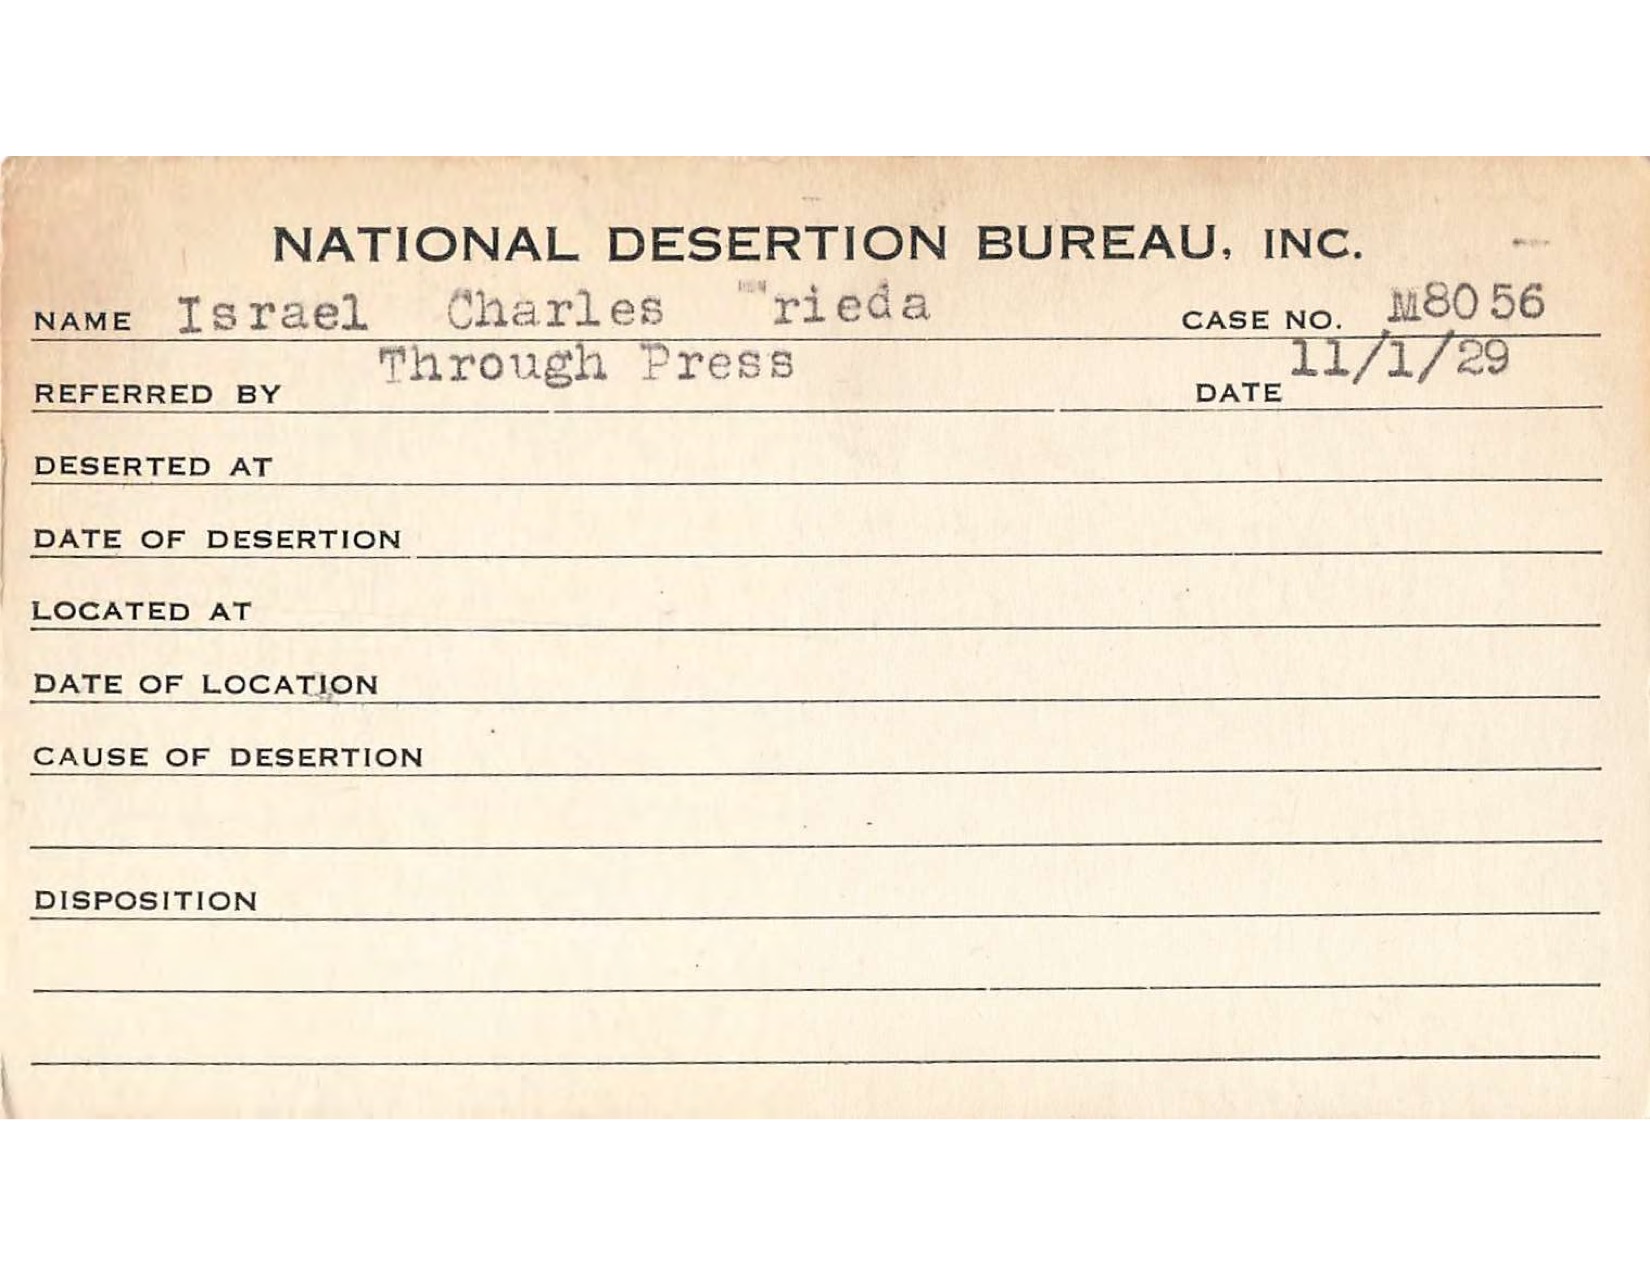 NATIONAL DESERTION BUREAU, INC.
NAME Israel Charles rieda CASE NO. M8056
REFERRED BY Through Press DATE 11/1/29
DESERTED AT
DATE OF DESERTION
LOCATED AT
DATE OF LOCATION
CAUSE OF DESERTION
DISPOSITION